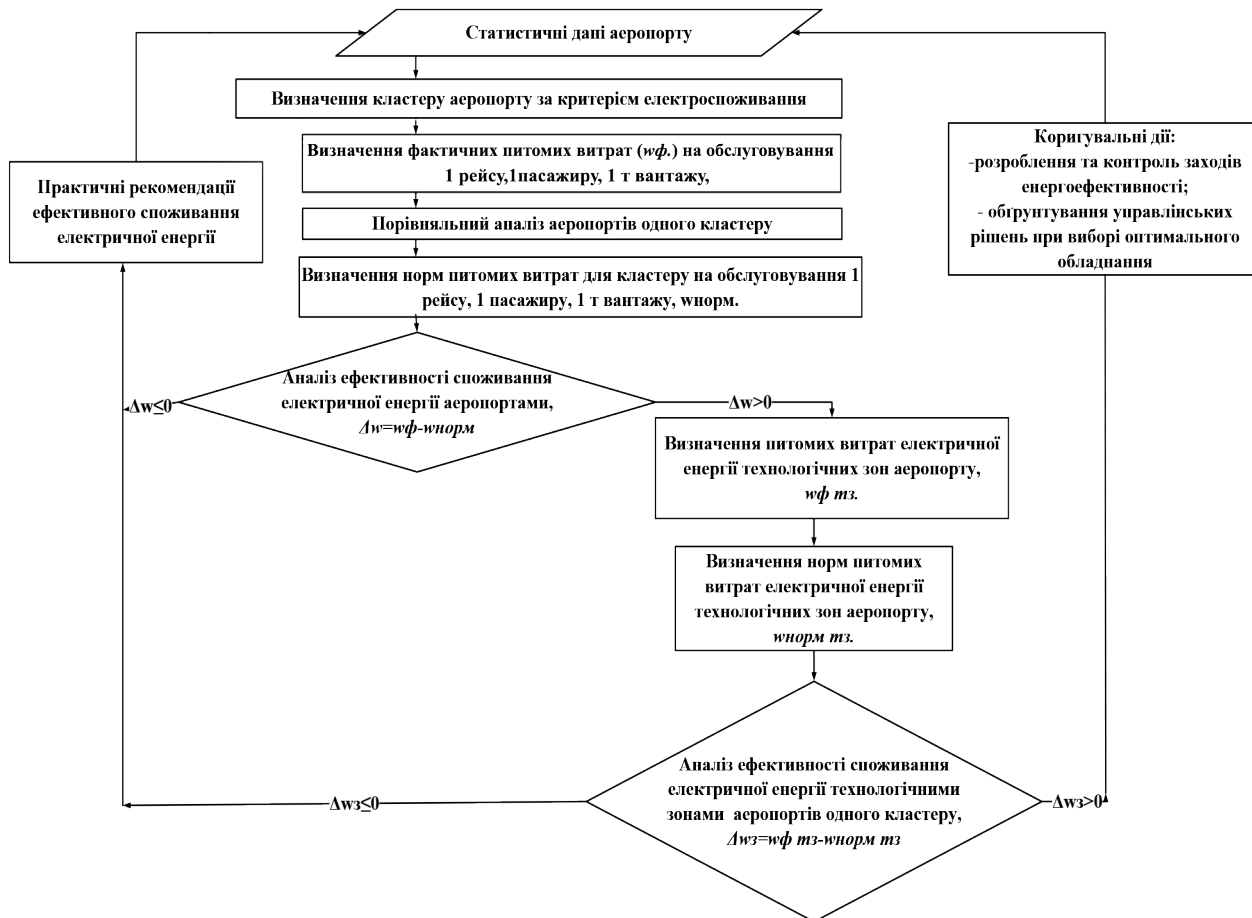 Статистичні дані аеропорту
Визначення кластеру аеропорту за критерієм електроспоживання
Визначення фактичних питомих витрат (wф.) на обслуговування
1 рейсу,1пасажиру, 1 т вантажу,
Порівняльний аналіз аеропортів одного кластеру
Визначення норм питомих витрат для кластеру на обслуговування 1
рейсу, 1 пасажиру, 1 т вантажу, wнорм.
Практичні рекомендації
ефективного споживання
електричної енергії
Коригувальні дії:
-розроблення та контроль заходів
енергоефективності;
- обґрунтування управлінських
рішень при виборі оптимального
обладнання
Аналіз ефективності споживання
електричної енергії аеропортами,
Δw=wф-wнорм
Δw≤0
Δw>0
Визначення питомих витрат електричної
енергії технологічних зон аеропорту,
wф тз.
Визначення норм питомих
витрат електричної енергії
технологічних зон аеропорту,
wнорм тз.
Аналіз ефективності споживання
електричної енергії технологічними
зонами аеропортів одного кластеру,
Δwз=wф тз-wнорм тз
Δwз≤0
Δwз>0